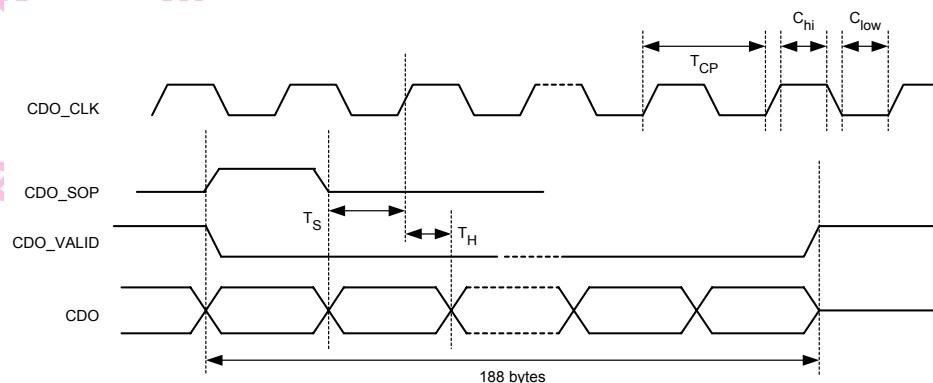 C_hi C_low
T_CP
CDO_CLK
CDO_SOP
T_S
T_H
CDO_VALID
CDO
188 bytes